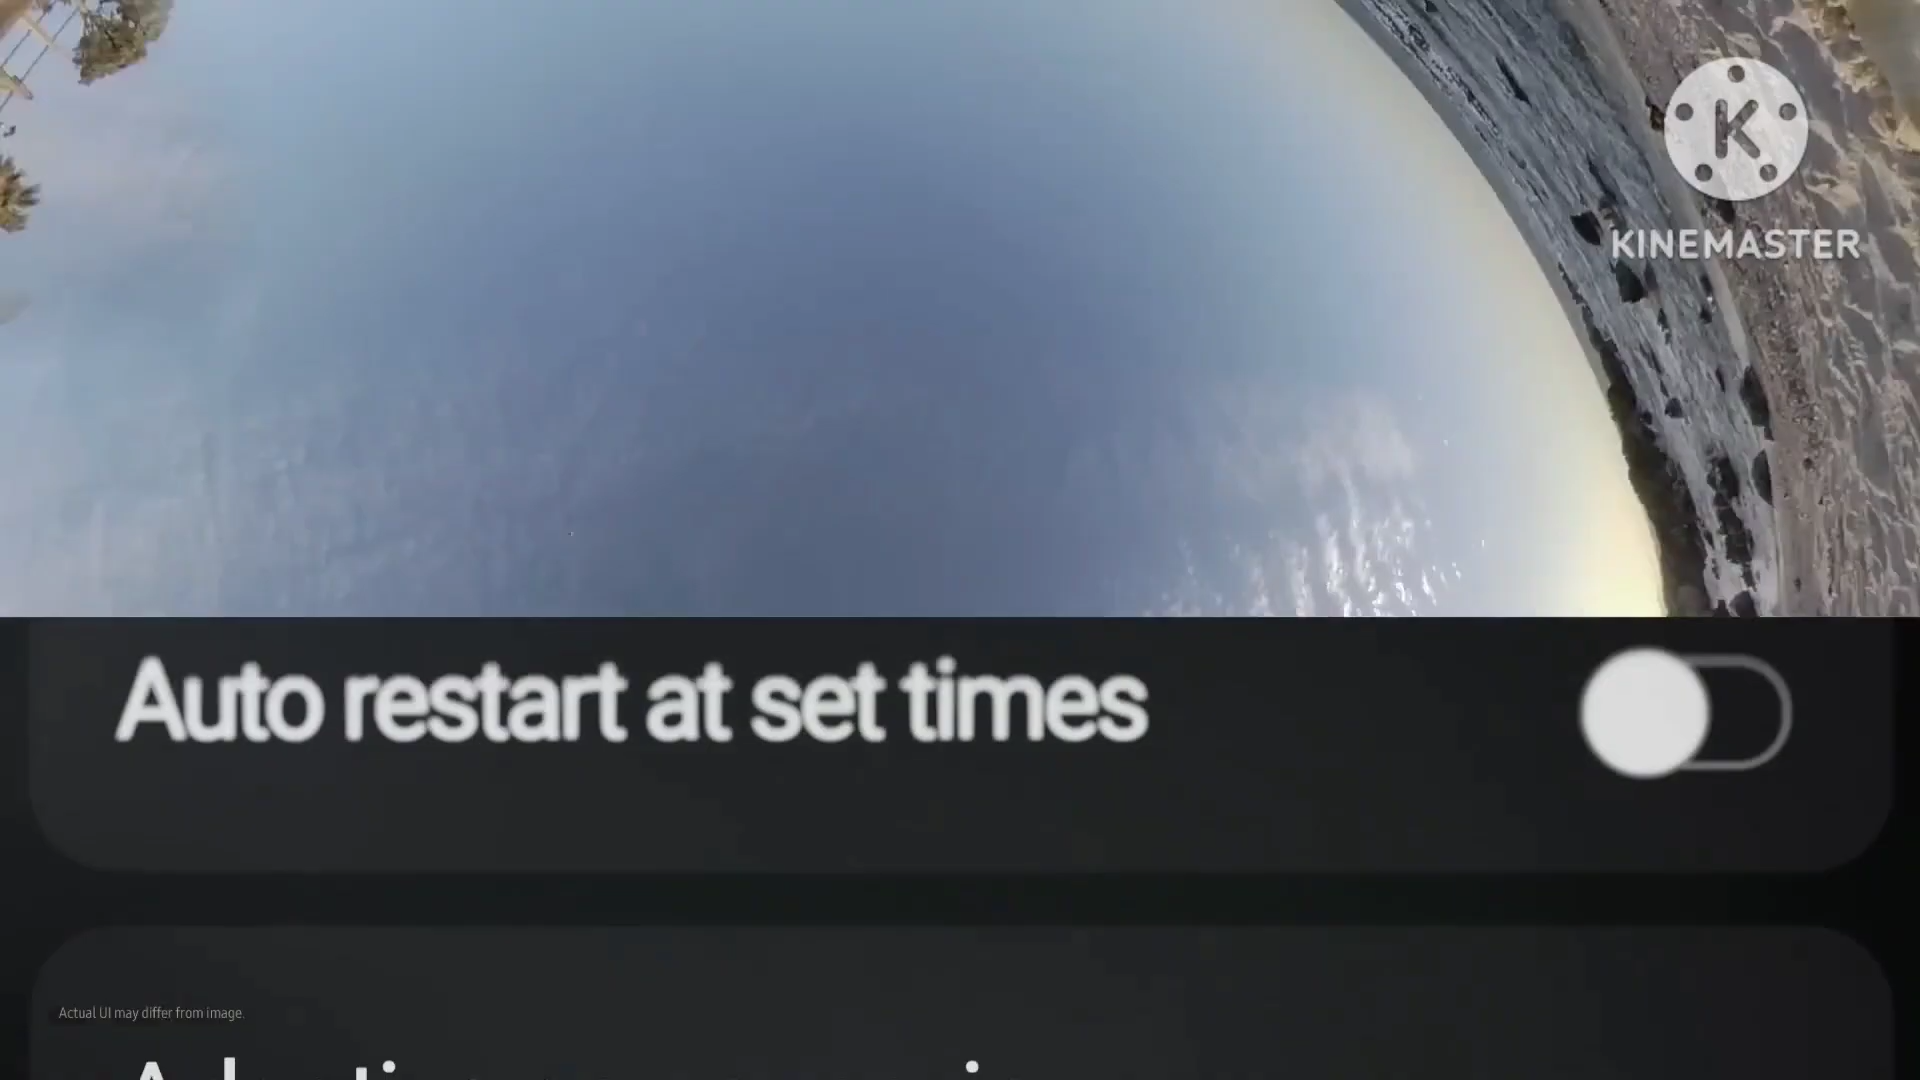 K
KINEMASTER
Auto restart at set times
Actual UI may differ from image.